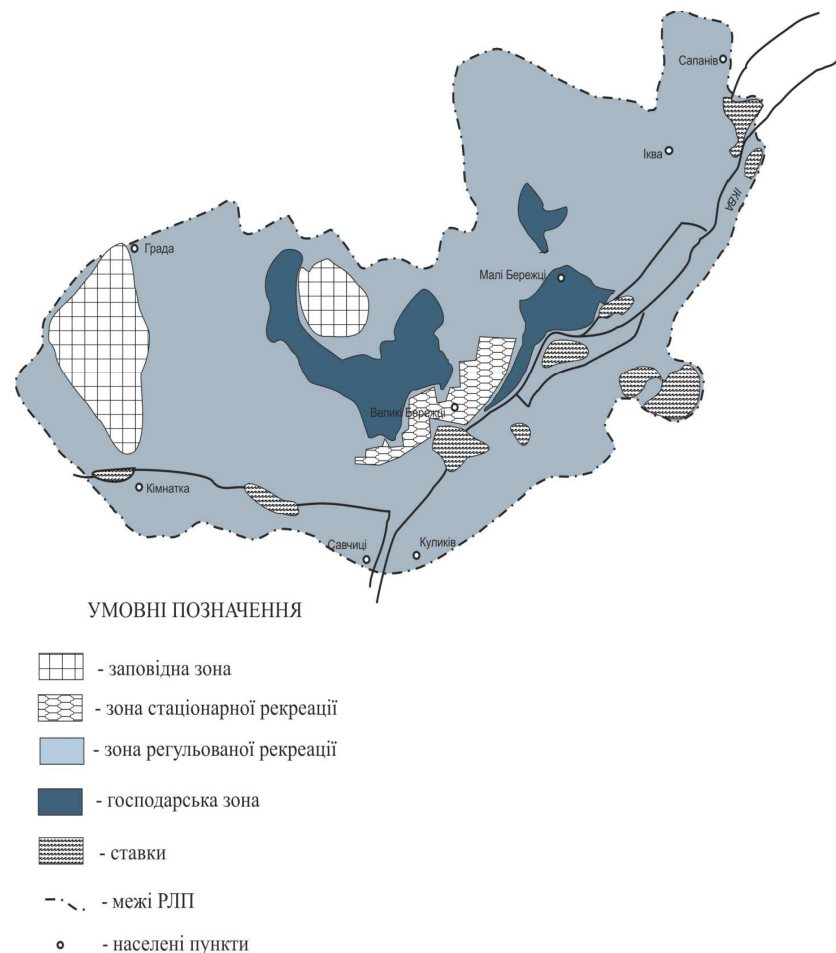 Сапанів
Іква
ІКВА
Града
Малі Бережці
Великі Бережці
Кімнатка
Савчиці
Куликів
УМОВНІ ПОЗНАЧЕННЯ
- заповідна зона
- зона стаціонарної рекреації
- зона регульованої рекреації
- господарська зона
- ставки
- межі РЛП
- населені пункти